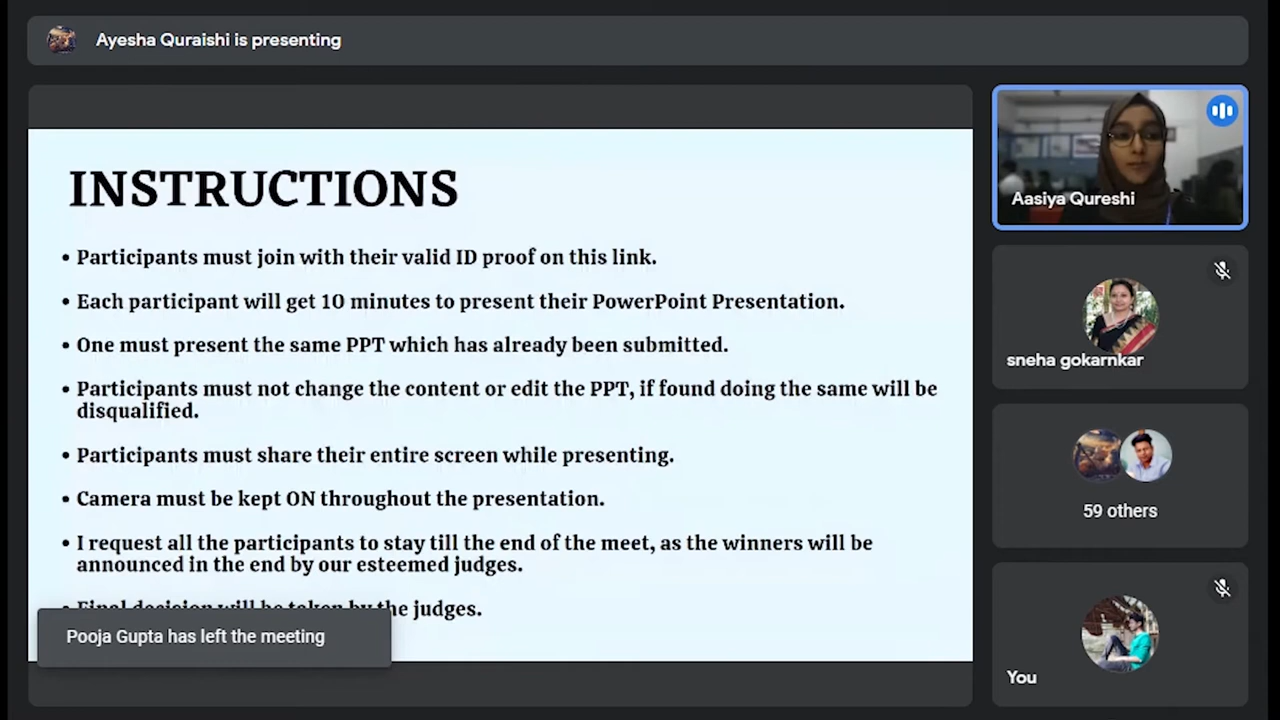 Ayesha Quraishi is presenting
INSTRUCTIONS
• Participants must join with their valid ID proof on this link.
• Each participant will get 10 minutes to present their PowerPoint Presentation.
• One must present the same PPT which has already been submitted.
• Participants must not change the content or edit the PPT, if found doing the same will be
disqualified.
• Participants must share their entire screen while presenting.
• Camera must be kept ON throughout the presentation.
• I request all the participants to stay till the end of the meet, as the winners will be
announced in the end by our esteemed judges.
• Final decision will be taken by the judges.
Pooja Gupta has left the meeting
Aasiya Qureshi
sneha gokarnkar
59 others
You